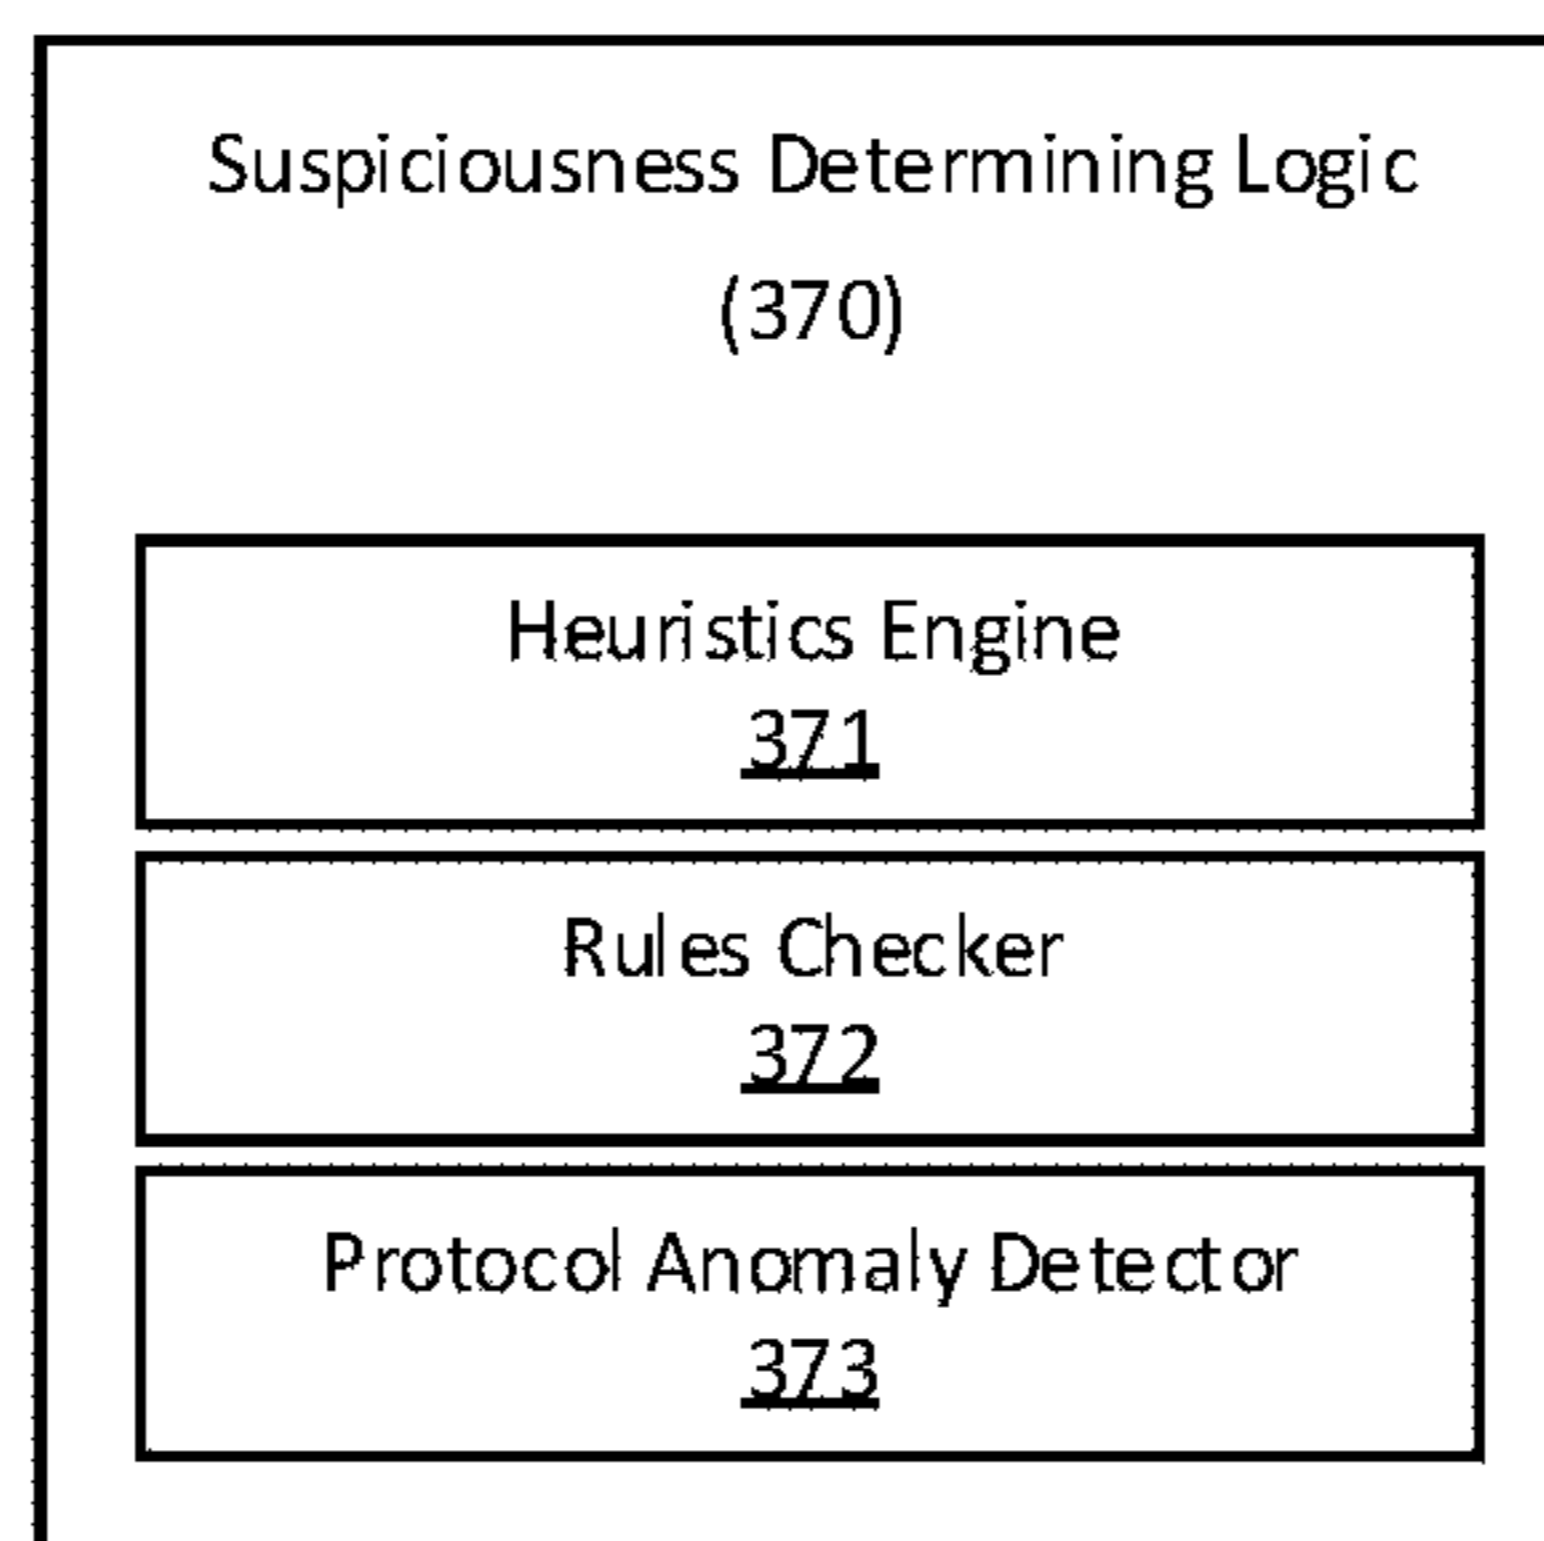 Suspiciousness Determining Logic
(370)
Heuristics Engine
371
Rules Checker
372
Protocol Anomaly Detector
373